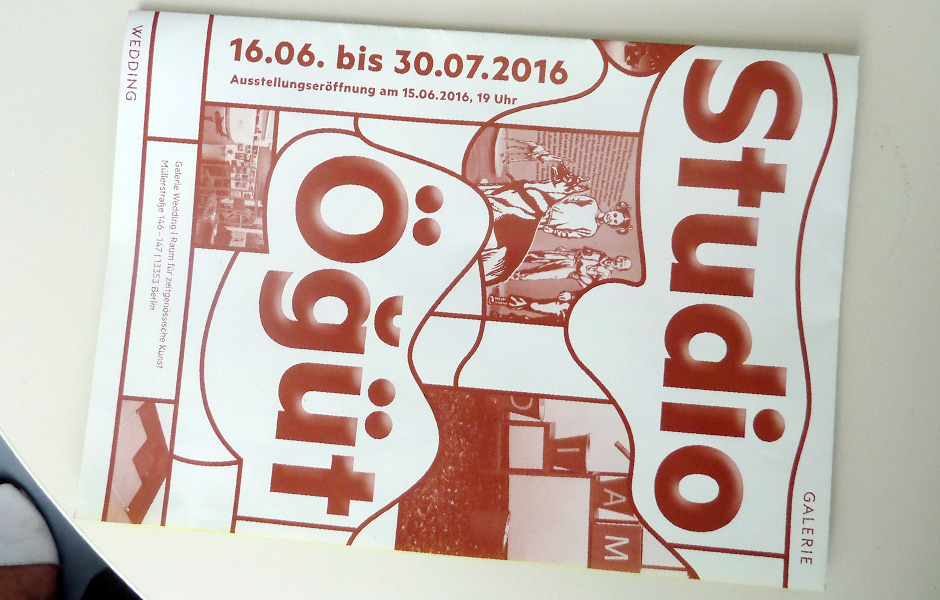 16.06. bis 30.07.2016
Ausstellungseröffnung am 15.06.2016, 19 Uhr
Studio
Öğüt
GALERIE
WEDDING
Galerie Wedding | Raum für zeitgenössische Kunst
Müllerstraße 146–147 | 13353 Berlin
A
M